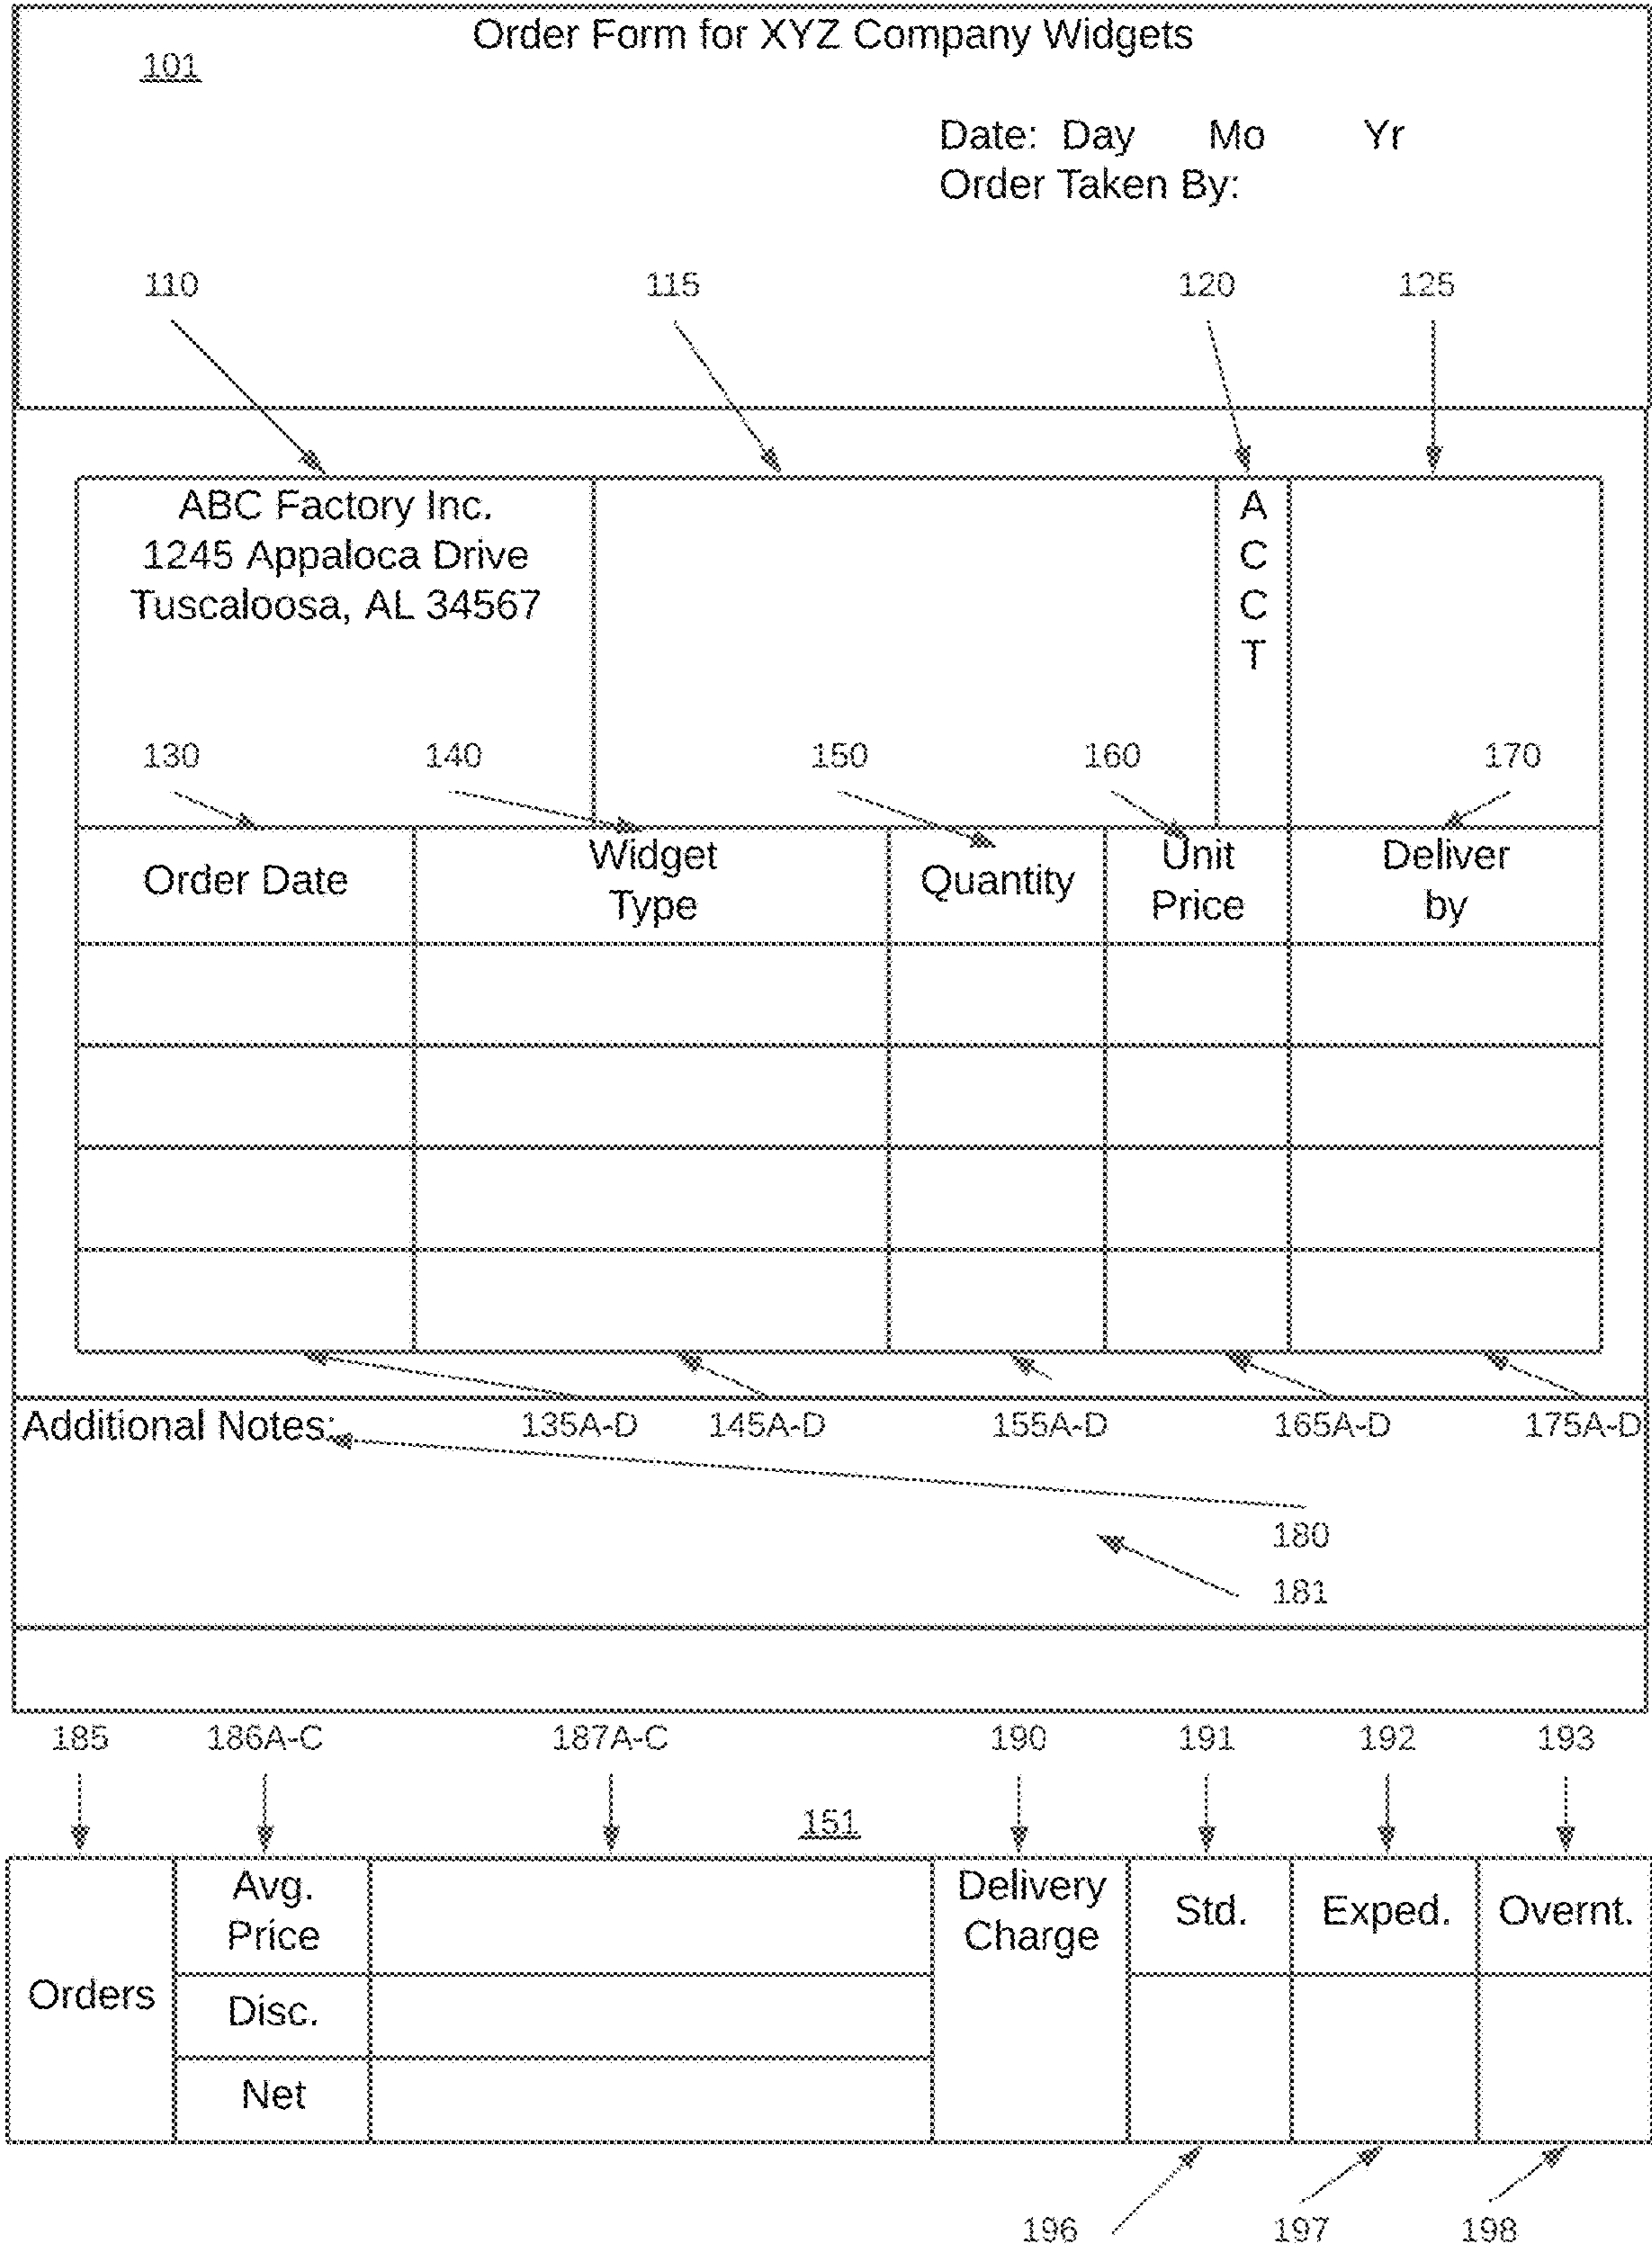 Order Form for XYZ Company Widgets
101
Date: Day Mo Yr
Order Taken By:
110 115 120 125
ABC Factory Inc.
1245 Appaloca Drive
Tuscaloosa, AL 34567
A
C
C
T
130 140 150 160 170
Order Date
Widget
Type
Quantity
Unit
Price
Deliver
by
Additional Notes:
135A-D 145A-D 155A-D 165A-D 175A-D
180
181
185 186A-C 187A-C 190 191 192 193
151
Orders
Avg.
Price
Disc.
Net
Delivery
Charge
Std.
Exped.
Overnt.
196 197 198